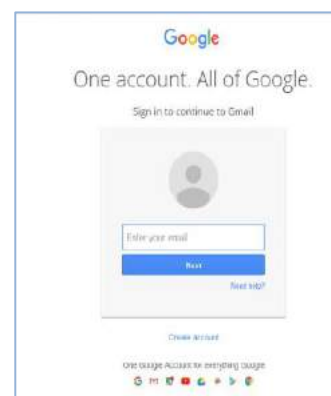 Google
One account. All of Google.
Sign in to continue to Gmail
Enter your email
Next
Need help?
Create account
One Google Account for everything Google